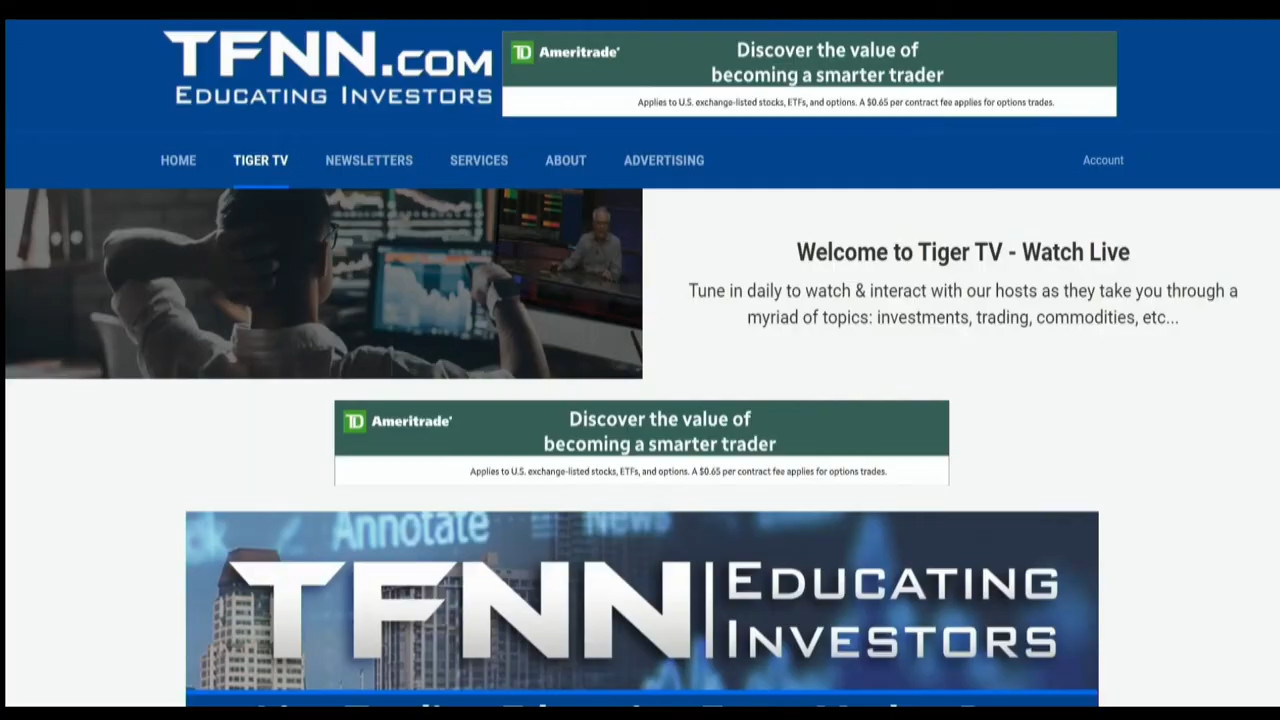 TFNN.COM
EDUCATING INVESTORS
TD Ameritrade
Discover the value of
becoming a smarter trader
Applies to U.S. exchange-listed stocks, ETFs, and options. A $0.65 per contract fee applies for options trades.
HOME TIGER TV NEWSLETTERS SERVICES ABOUT ADVERTISING Account
Welcome to Tiger TV - Watch Live
Tune in daily to watch & interact with our hosts as they take you through a
myriad of topics: investments, trading, commodities, etc...
TD Ameritrade
Discover the value of
becoming a smarter trader
Applies to U.S. exchange-listed stocks, ETFs, and options. A $0.65 per contract fee applies for options trades.
Annotate News
TFNN EDUCATING
INVESTORS